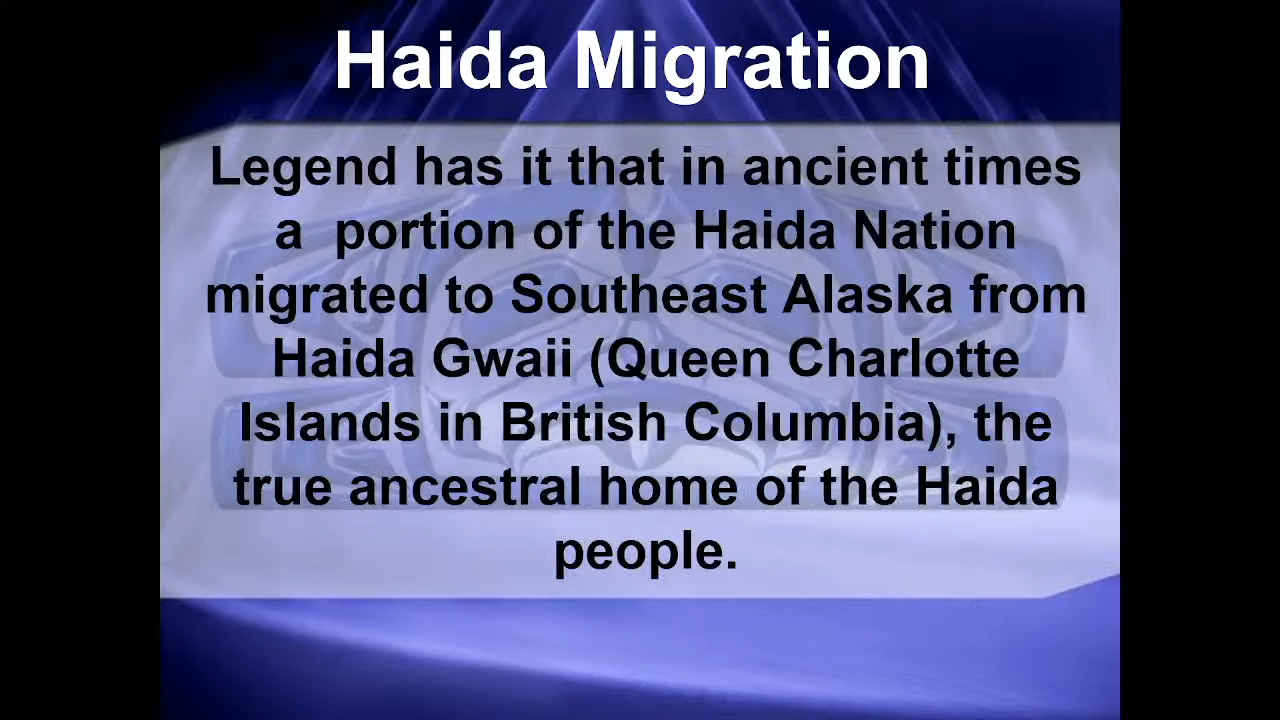 Haida Migration
Legend has it that in ancient times
a  portion of the Haida Nation
migrated to Southeast Alaska from
Haida Gwaii (Queen Charlotte
Islands in British Columbia), the
true ancestral home of the Haida
people.